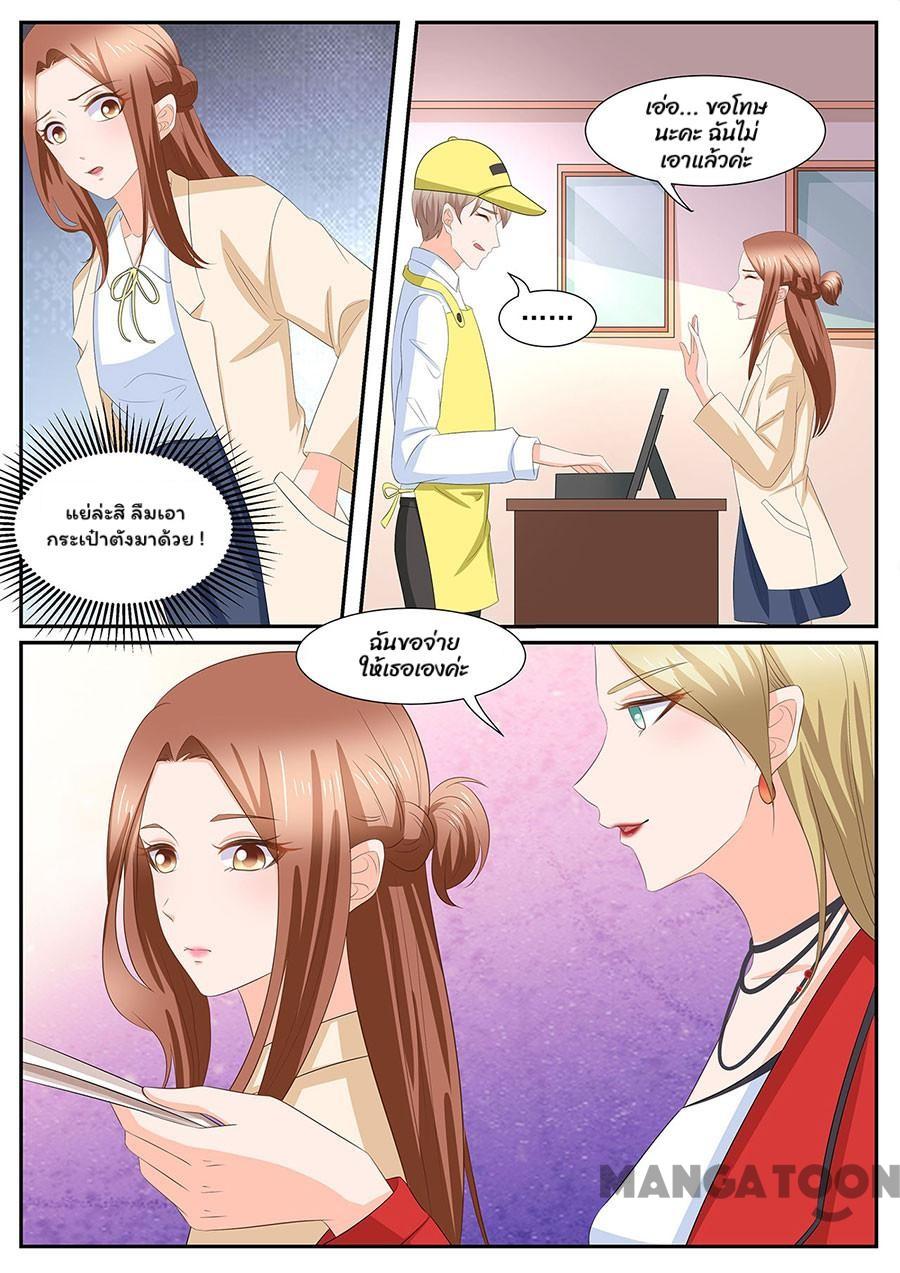 แย่ล่ะสิ ลืมเอา
กระเป๋าตังมาด้วย !
เอ่อ... ขอโทษ
นะคะ ฉันไม่
เอาแล้วค่ะ
......
ฉันขอจ่าย
ให้เธอเองค่ะ
MANGATOON